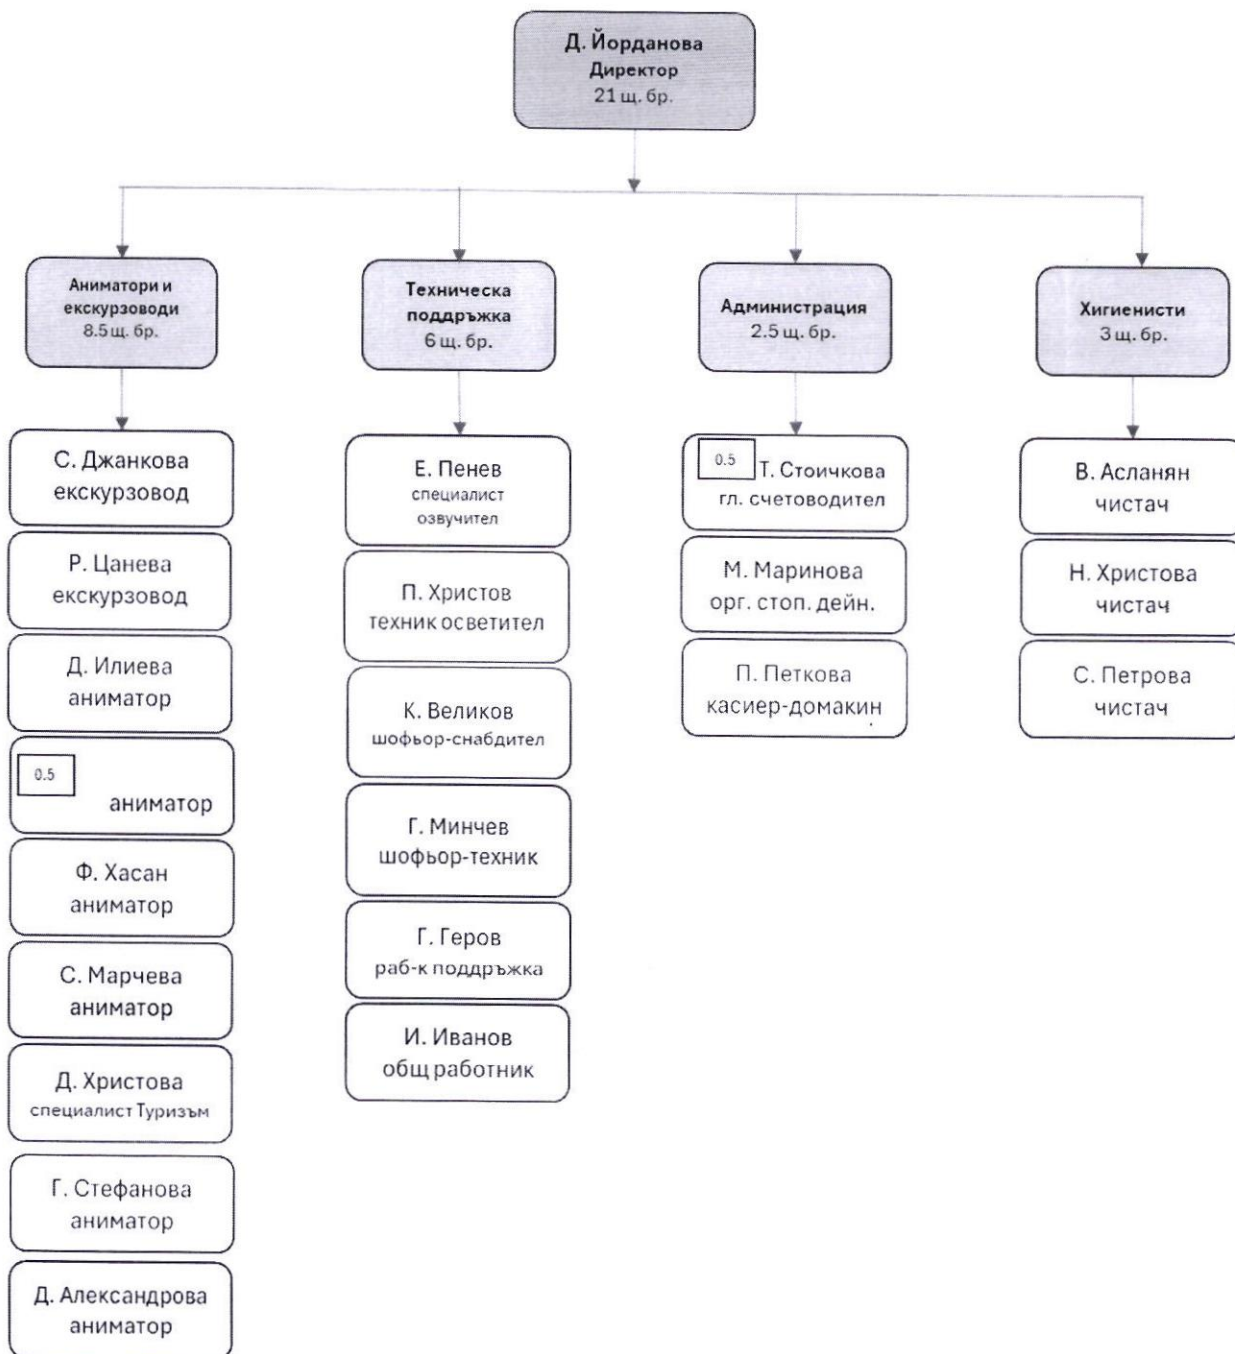 Д. Йорданова
Директор
21 щ. бр.
Аниматори и
екскурзоводи
8.5 щ. бр.
С. Джанкова
екскурзовод
Р. Цанева
екскурзовод
Д. Илиева
аниматор
0.5
аниматор
Ф. Хасан
аниматор
С. Марчева
аниматор
Д. Христова
специалист Туризъм
Г. Стефанова
аниматор
Д. Александрова
аниматор
Техническа
поддръжка
6 щ. бр.
Е. Пенев
специалист
озвучител
П. Христов
техник осветител
К. Великов
шофьор-снабдител
Г. Минчев
шофьор-техник
Г. Геров
раб-к поддръжка
И. Иванов
общ работник
Администрация
2.5 щ. бр.
0.5 Т. Стоичкова
гл. счетоводител
М. Маринова
орг. стоп. дейн.
П. Петкова
касиер-домакин
Хигиенисти
3 щ. бр.
В. Асланян
чистач
Н. Христова
чистач
С. Петрова
чистач